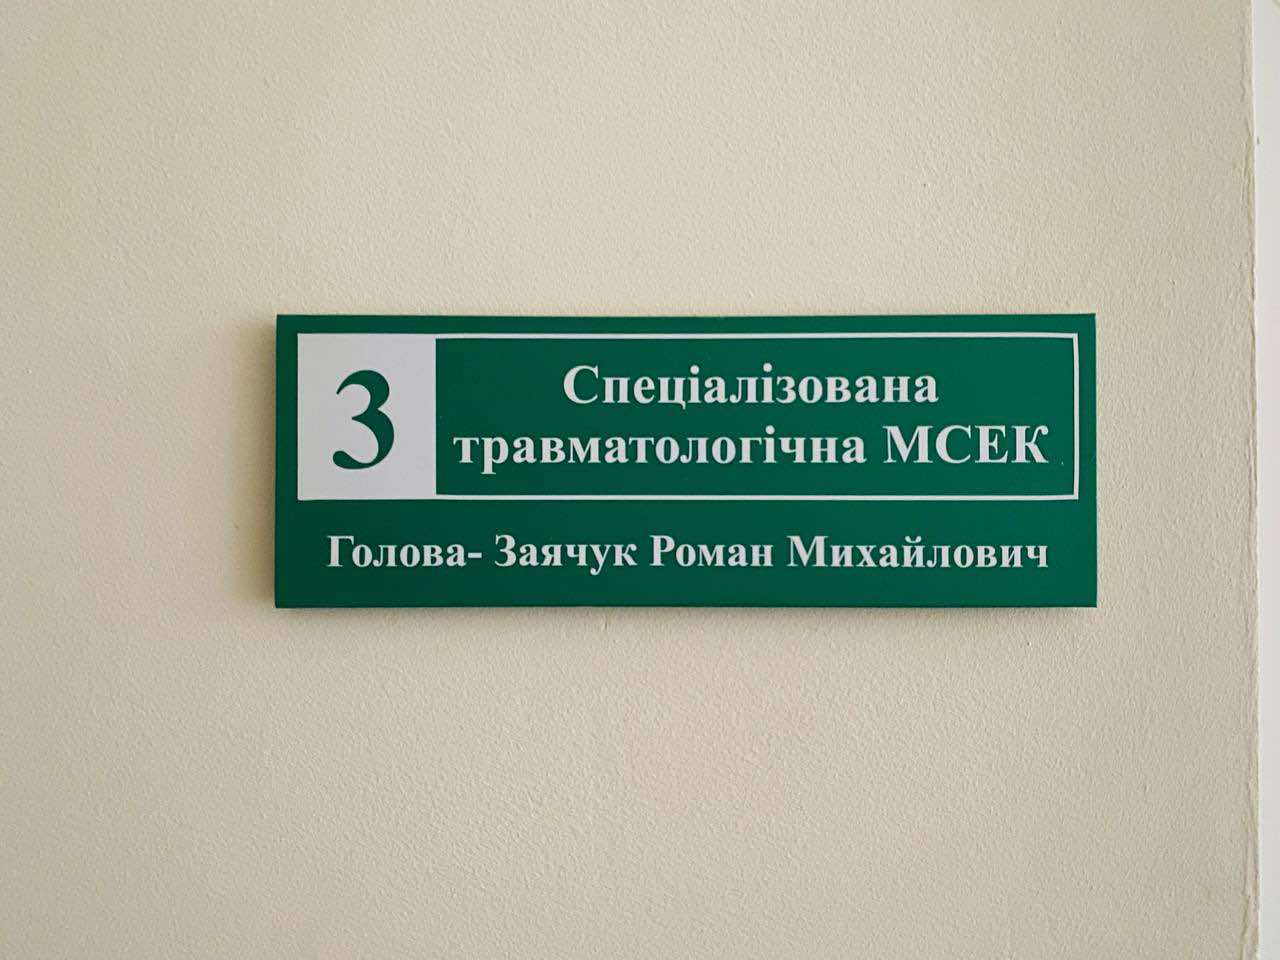 3
Спеціалізована
травматологічна МСЕК
Голова- Заячук Роман Михайлович